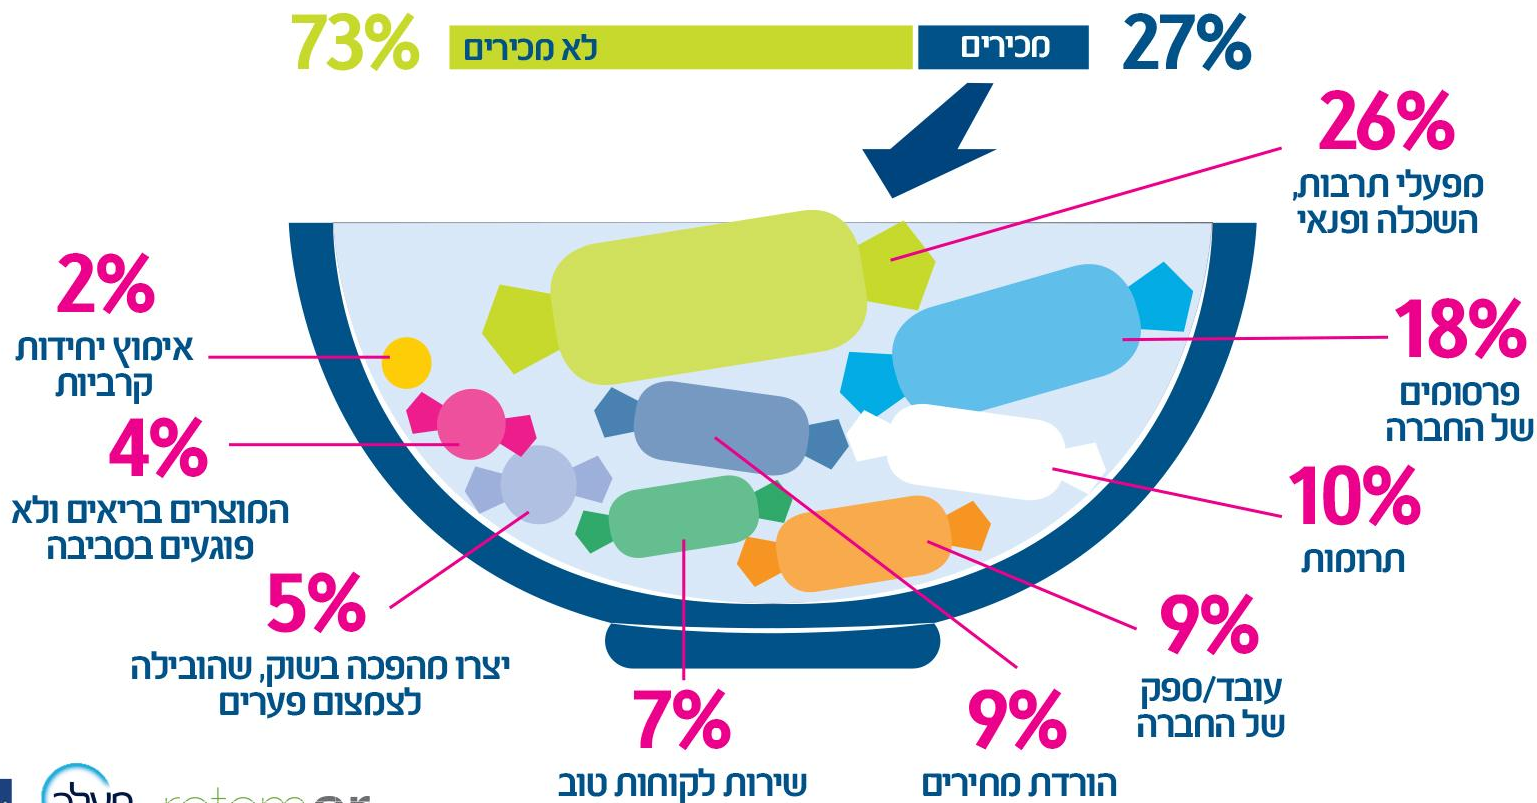 27%
מכירים
לא מכירים
73%
26%
מפעלי תרבות,
השכלה ופנאי
18%
פרסומים
של החברה
10%
תרומות
9%
עובד/ספק
של החברה
9%
הורדת מחירים
7%
שירות לקוחות טוב
5%
יצרו מהפכה בשוק, שהובילה
לצמצום פערים
4%
המוצרים בריאים ולא
פוגעים בסביבה
2%
אימוץ יחידות
קרביות